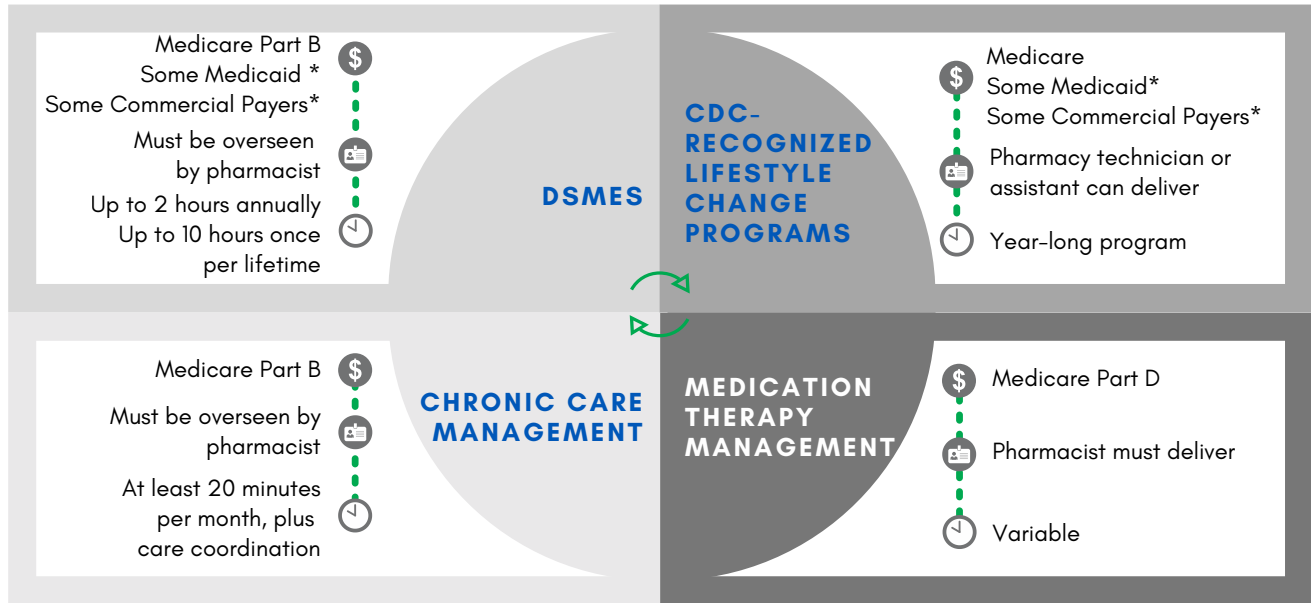 Medicare Part B
Some Medicaid *
Some Commercial Payers*
Must be overseen
by pharmacist
Up to 2 hours annually
Up to 10 hours once
per lifetime
DSMES
CDC-
RECOGNIZED
LIFESTYLE
CHANGE
PROGRAMS
Medicare
Some Medicaid*
Some Commercial Payers*
Pharmacy technician or
assistant can deliver
Year-long program
Medicare Part B
Must be overseen by
pharmacist
At least 20 minutes
per month, plus
care coordination
CHRONIC CARE
MANAGEMENT
MEDICATION
THERAPY
MANAGEMENT
Medicare Part D
Pharmacist must deliver
Variable